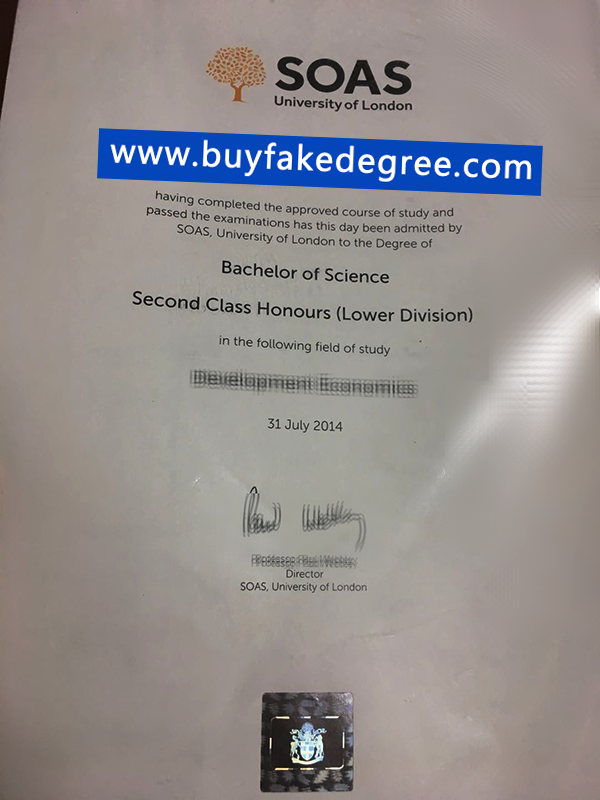 SOAS
University of London
www.buyfakedegree.com
having completed the approved course of study and
passed the examinations has this day been admitted by
SOAS, University of London to the Degree of
Bachelor of Science
Second Class Honours (Lower Division)
in the following field of study
Development Economics
31 July 2014
Director
SOAS, University of London